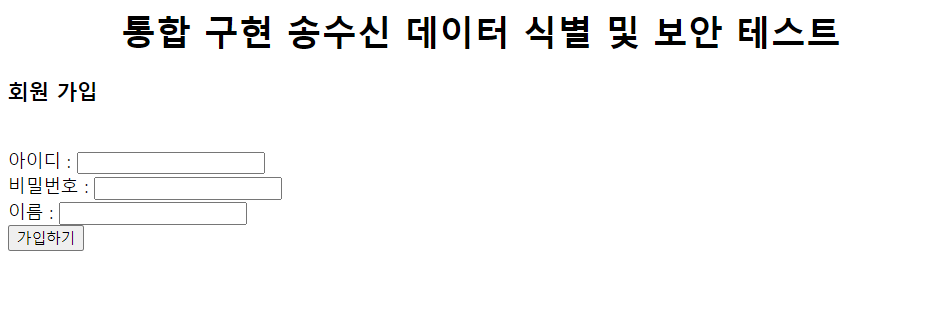 통합 구현 송수신 데이터 식별 및 보안 테스트
회원 가입
아이디 :
비밀번호 :
이름 :
가입하기